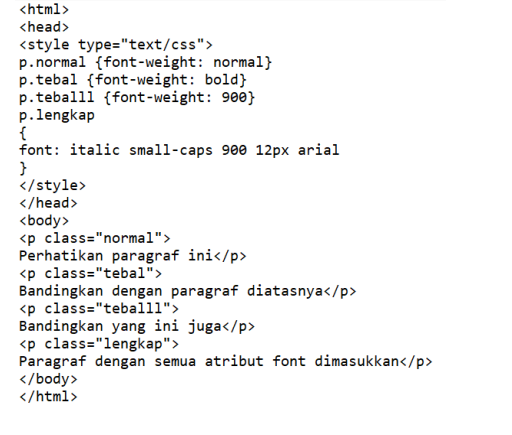 <html>
<head>
<style type="text/css">
p.normal {font-weight: normal}
p.tebal {font-weight: bold}
p.teballl {font-weight: 900}
p.lengkap
{
font: italic small-caps 900 12px arial
}
</style>
</head>
<body>
<p class="normal">
Perhatikan paragraf ini</p>
<p class="tebal">
Bandingkan dengan paragraf diatasnya</p>
<p class="teballl">
Bandingkan yang ini juga</p>
<p class="lengkap">
Paragraf dengan semua atribut font dimasukkan</p>
</body>
</html>